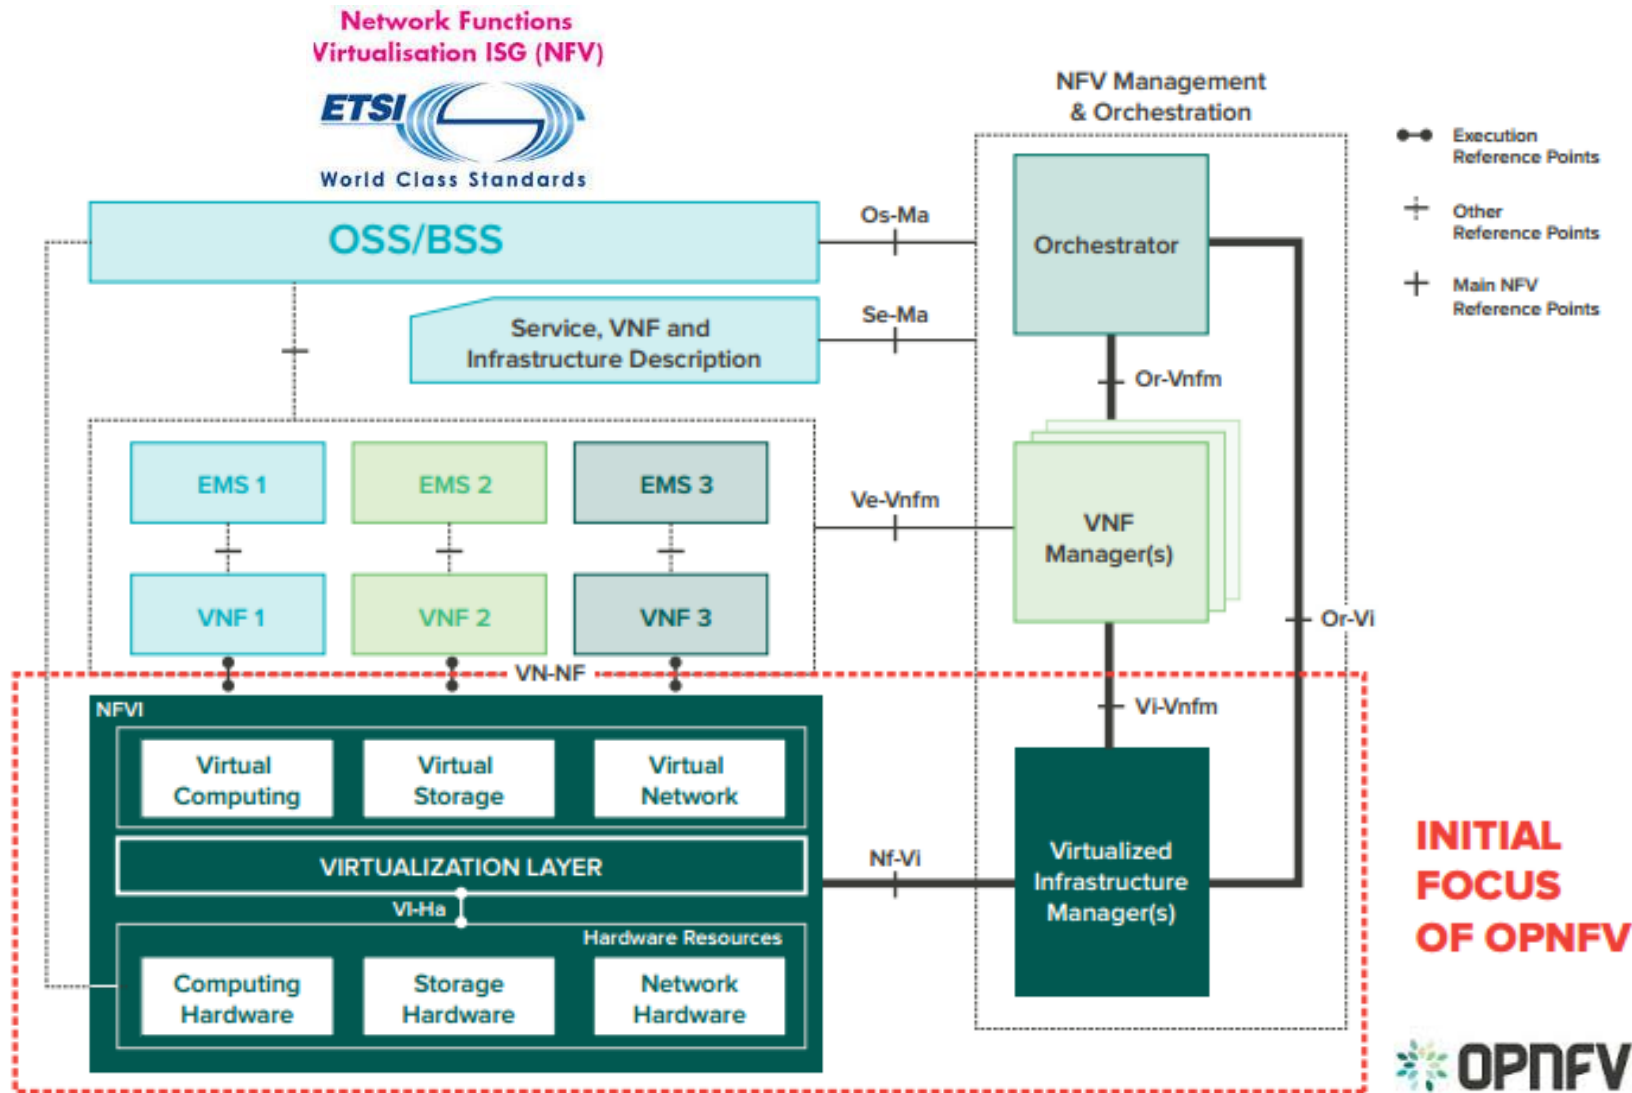 Network Functions
Virtualisation ISG (NFV)
ETSI
World Class Standards
NFV Management
& Orchestration
Execution
Reference Points
Other
Reference Points
Main NFV
Reference Points
OSS/BSS
Os-Ma
Orchestrator
Service, VNF and
Infrastructure Description
Se-Ma
Or-Vnfm
EMS 1
EMS 2
EMS 3
Ve-Vnfm
VNF
Manager(s)
VNF 1
VNF 2
VNF 3
Or-Vi
VN-NF
NFVI
Vi-Vnfm
Virtual
Computing
Virtual
Storage
Virtual
Network
VIRTUALIZATION LAYER
Nf-Vi
Virtualized
Infrastructure
Manager(s)
VI-Ha
Hardware Resources
Computing
Hardware
Storage
Hardware
Network
Hardware
INITIAL
FOCUS
OF OPNFV
OPNFV